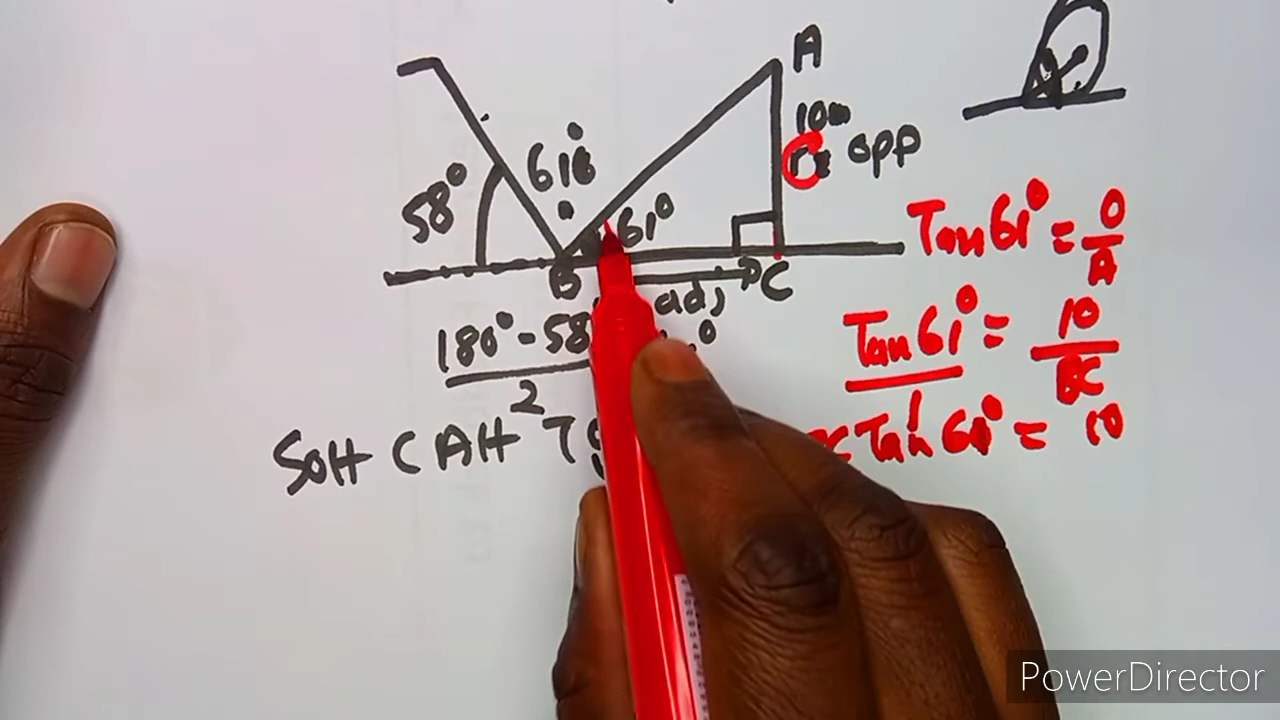 A
10m
opp
58°
61°
61°
Tan 61° = O/A
B
adj
C
180° - 58°
2
Tan 61° = 10/BC
1
SOH CAH
Tan 61° = 10
PowerDirector